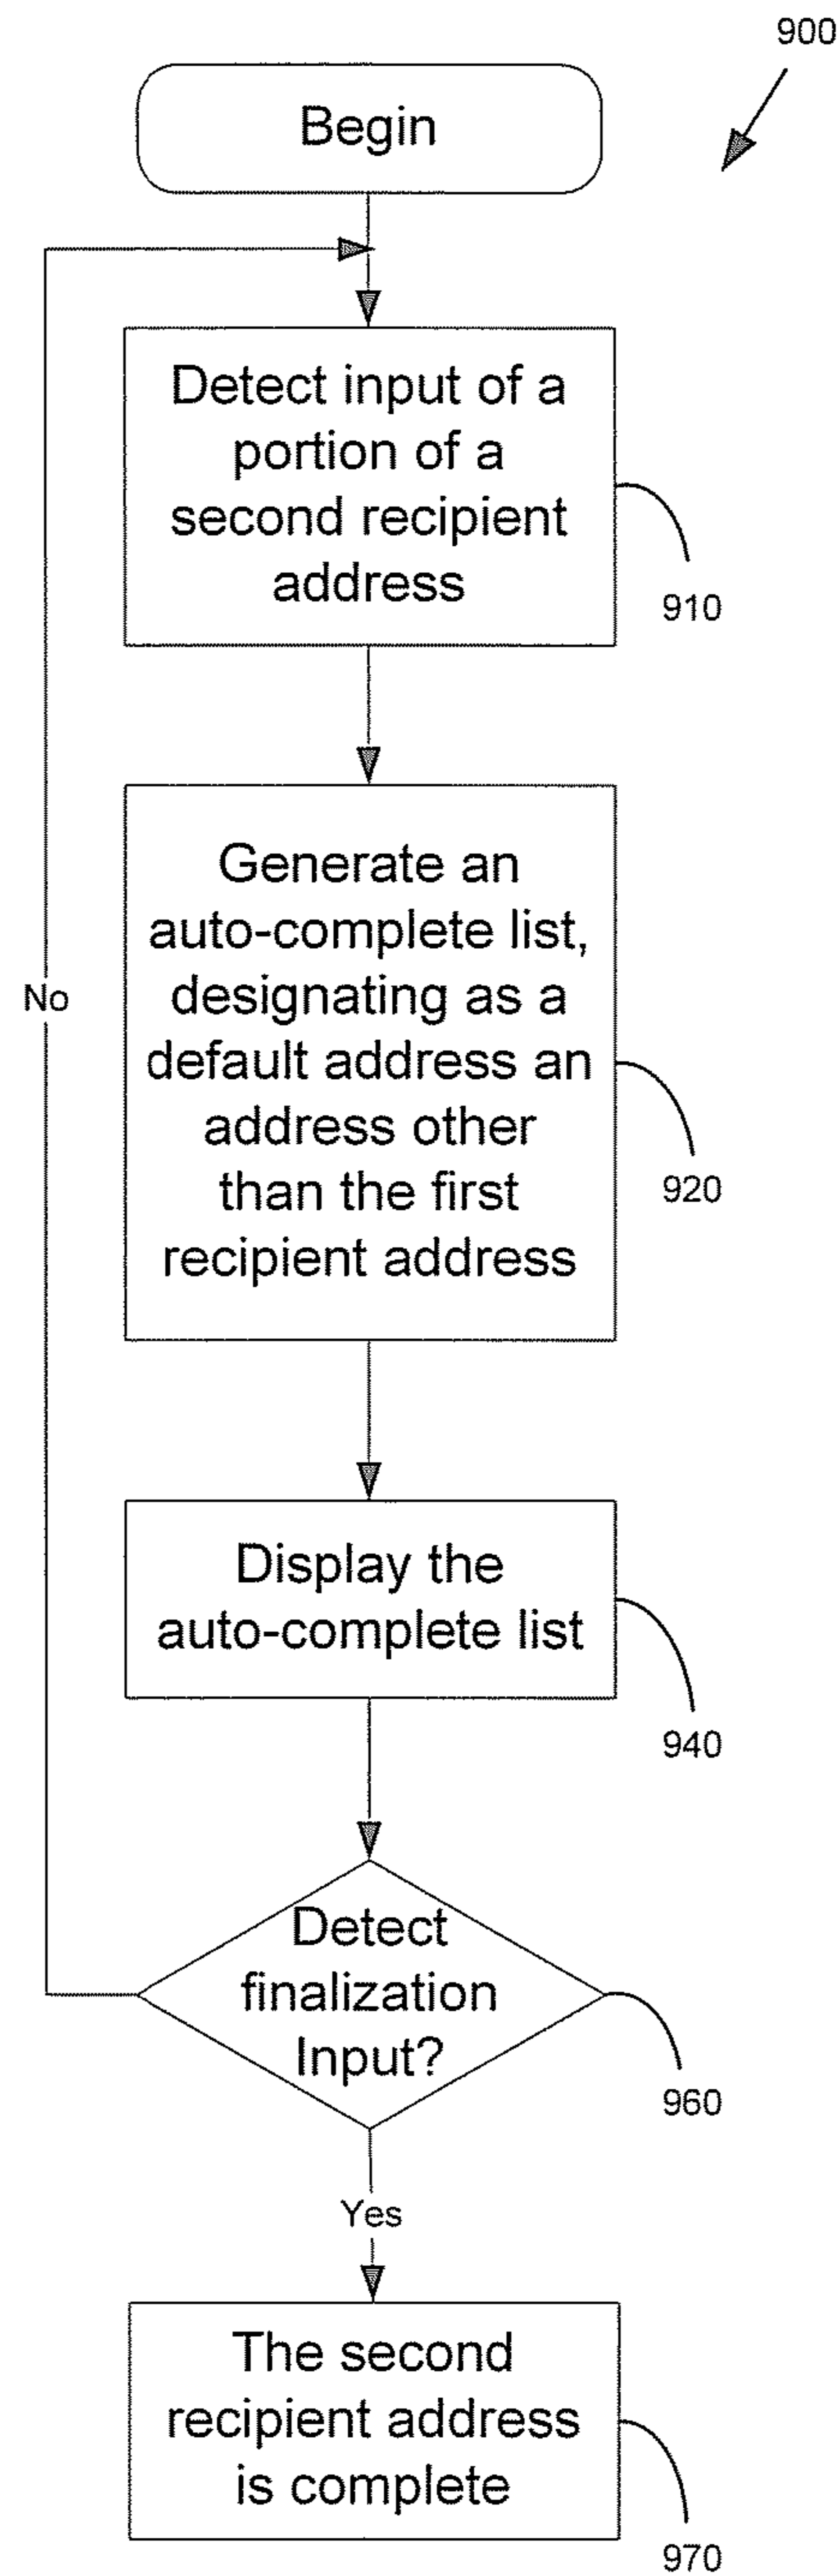 900
Begin
Detect input of a
portion of a
second recipient
address
910
Generate an
auto-complete list,
designating as a
default address an
address other
than the first
recipient address
920
No
Display the
auto-complete list
940
Detect
finalization
Input?
960
Yes
The second
recipient address
is complete
970